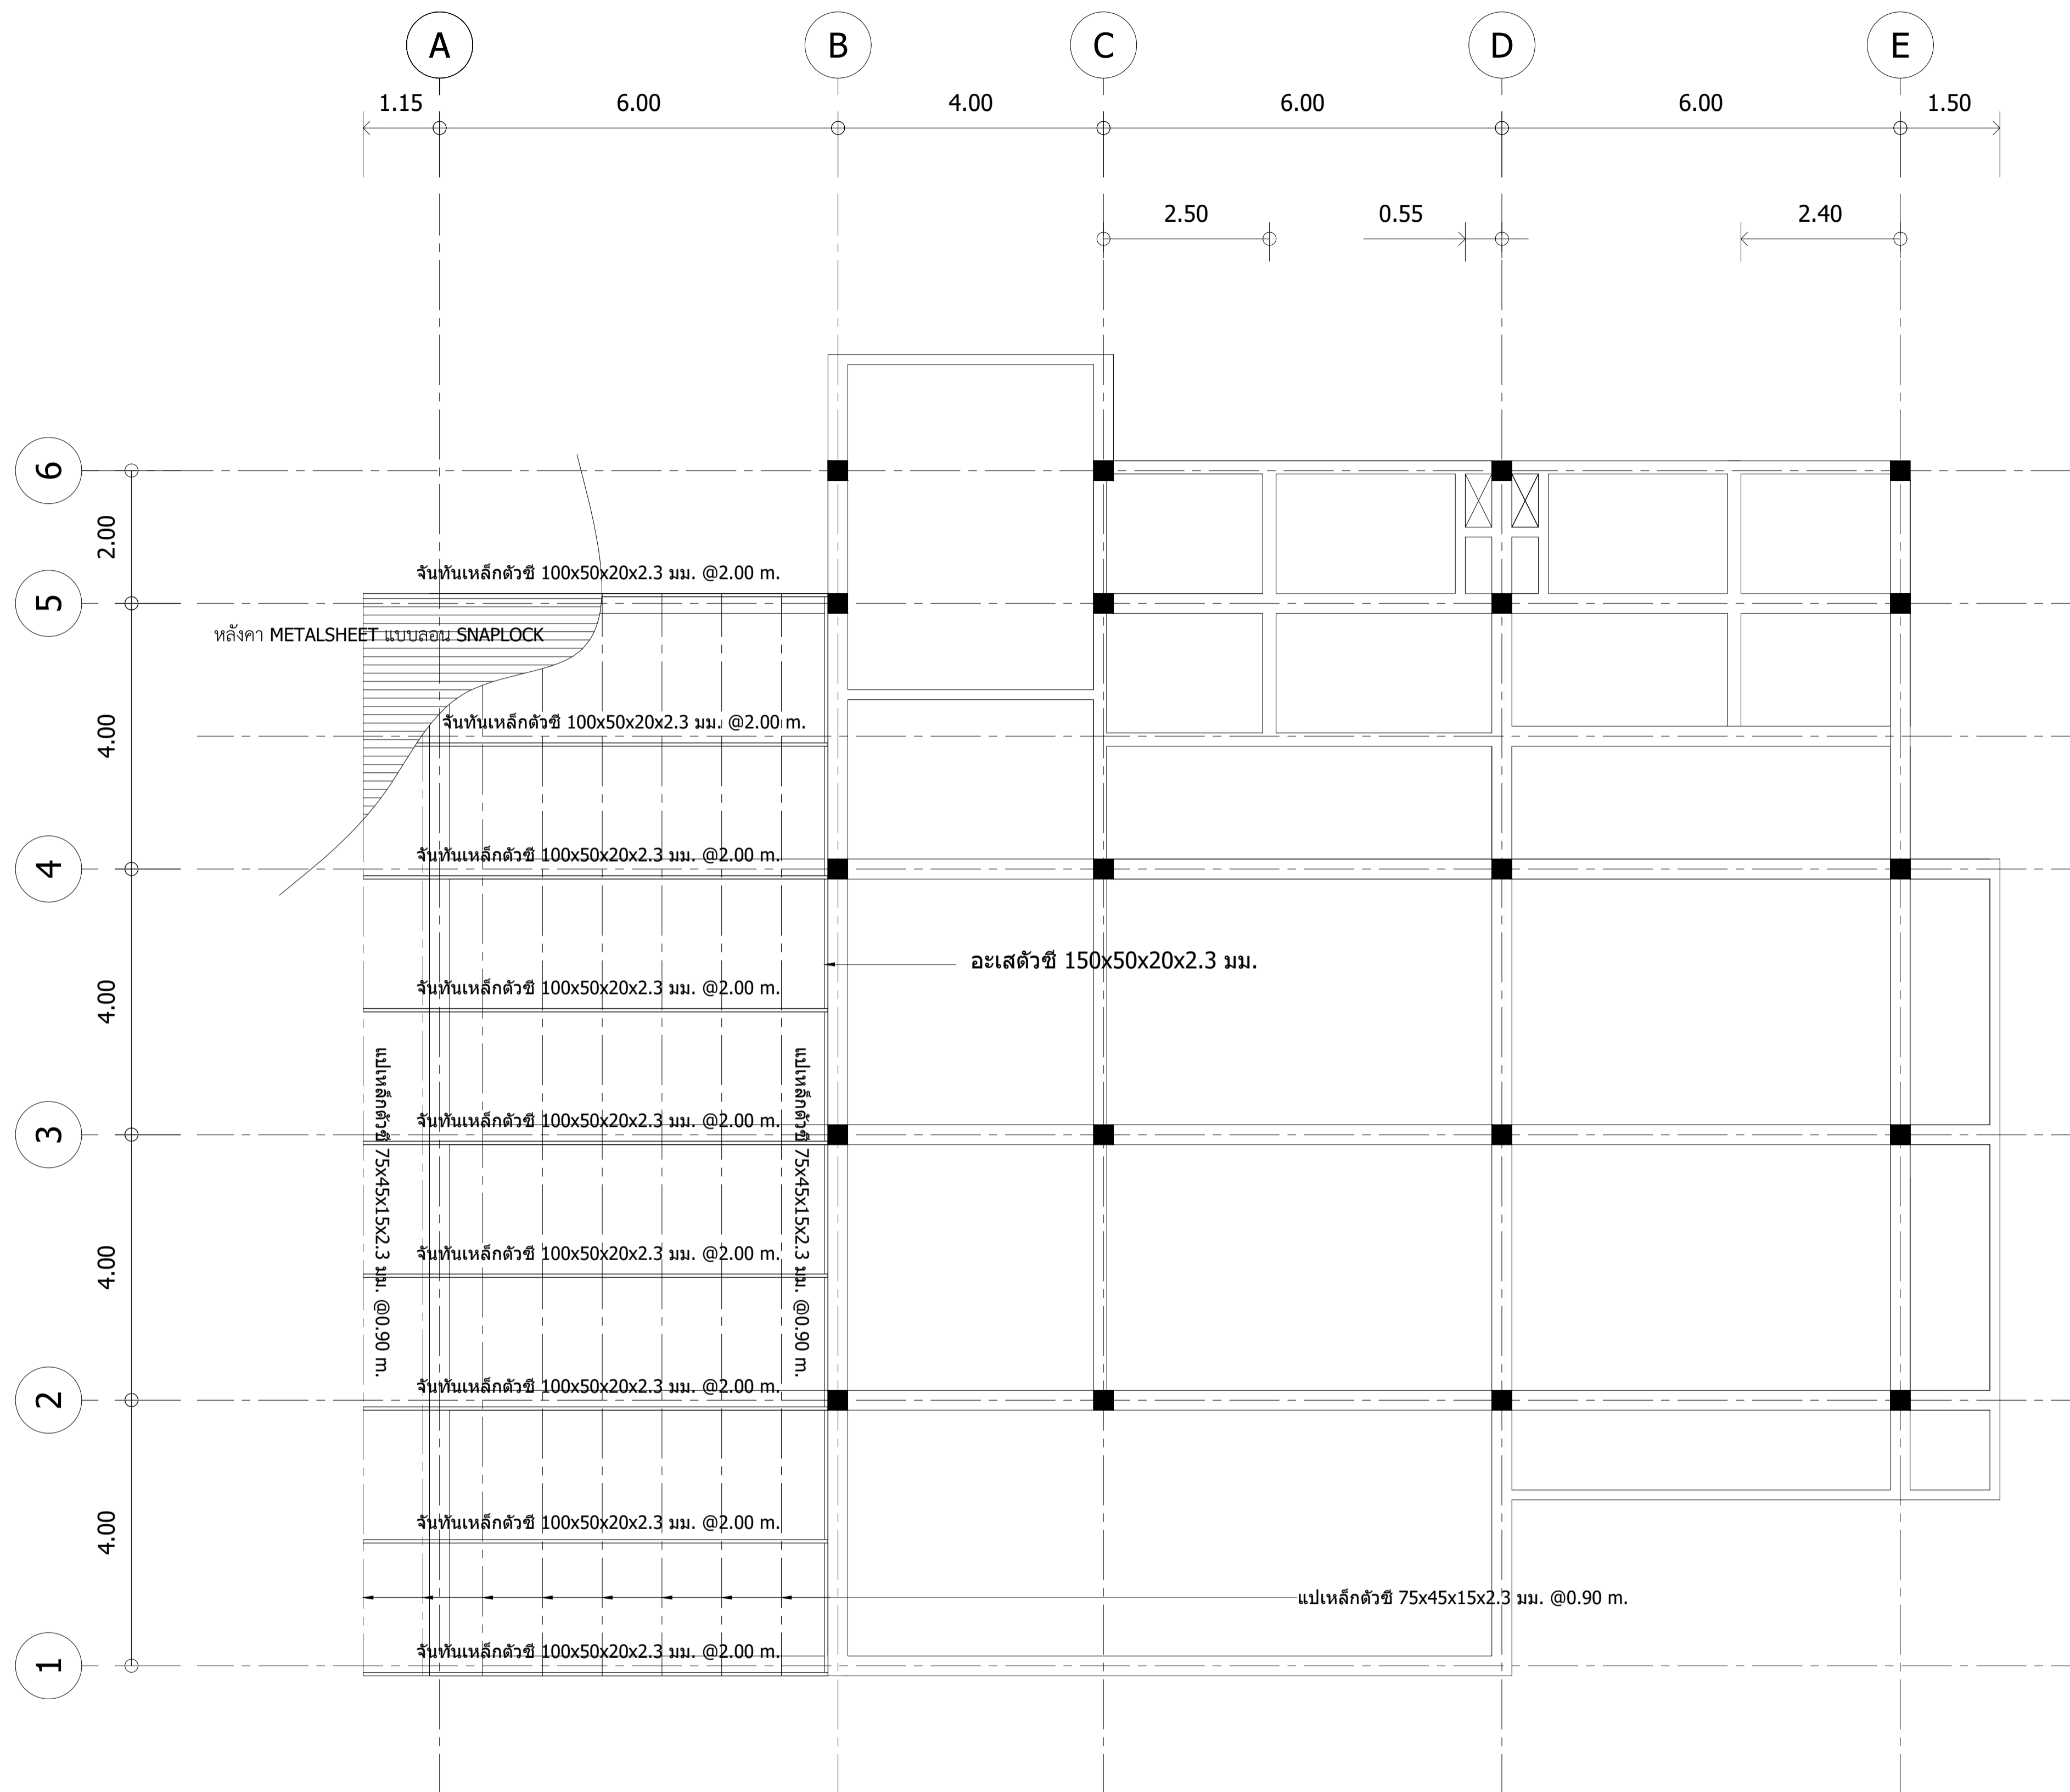 A
B
C
D
E
1.15
6.00
4.00
6.00
6.00
1.50
2.50
0.55
2.40
6
2.00
จันทันเหล็กตัวซี 100x50x20x2.3 มม. @2.00 m.
5
หลังคา METALSHEET แบบลอน SNAPLOCK
จันทันเหล็กตัวซี 100x50x20x2.3 มม. @2.00 m.
4.00
จันทันเหล็กตัวซี 100x50x20x2.3 มม. @2.00 m.
4
อะเสตัวซี 150x50x20x2.3 มม.
จันทันเหล็กตัวซี 100x50x20x2.3 มม. @2.00 m.
4.00
แปเหล็กตัวซี 75x45x15x2.3 มม. @0.90 m.
แปเหล็กตัวซี 75x45x15x2.3 มม. @0.90 m.
จันทันเหล็กตัวซี 100x50x20x2.3 มม. @2.00 m.
3
จันทันเหล็กตัวซี 100x50x20x2.3 มม. @2.00 m.
4.00
จันทันเหล็กตัวซี 100x50x20x2.3 มม. @2.00 m.
2
จันทันเหล็กตัวซี 100x50x20x2.3 มม. @2.00 m.
4.00
แปเหล็กตัวซี 75x45x15x2.3 มม. @0.90 m.
จันทันเหล็กตัวซี 100x50x20x2.3 มม. @2.00 m.
1